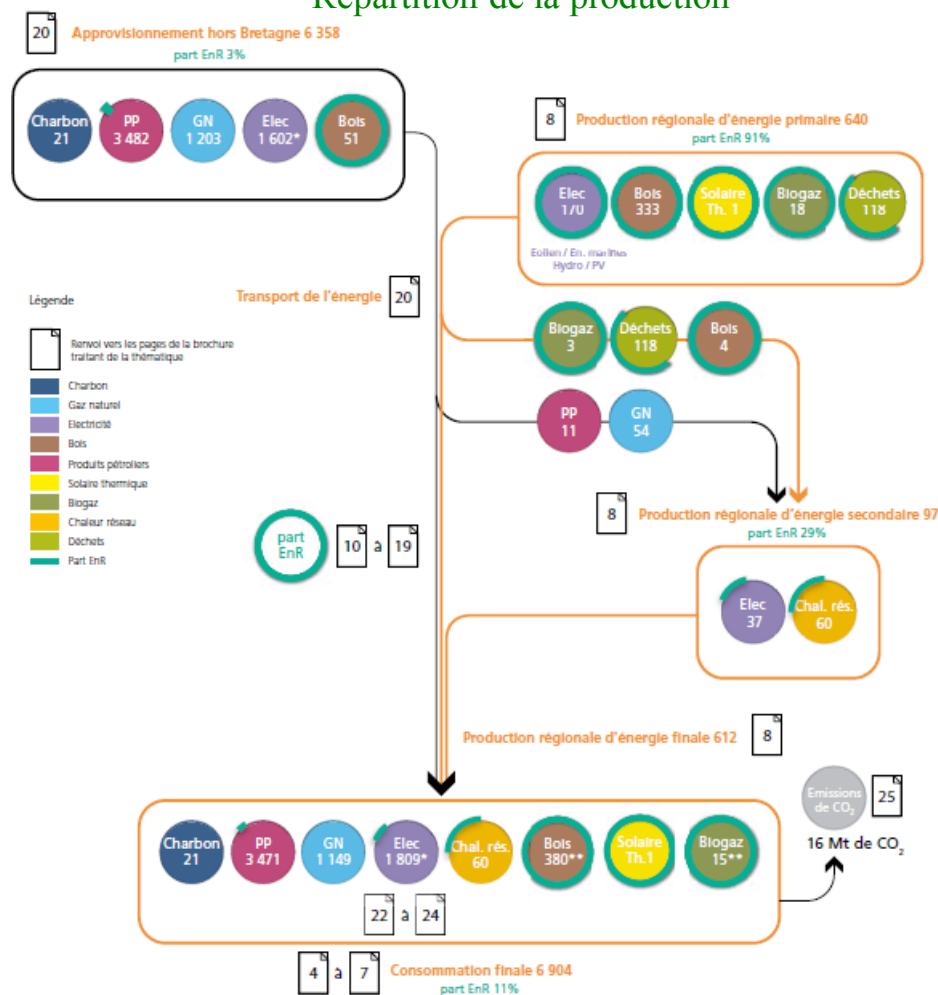 Répartition de la production
20
Approvisionnement hors Bretagne 6 358
part EnR 3%
Charbon
21
PP
3 482
GN
1 203
Elec
1 602*
Bois
51
8
Production régionale d'énergie primaire 640
part EnR 91%
Elec
170
Bois
333
Solaire
Th. 1
Biogaz
18
Déchets
118
Eolien / En. marines
Hydro / PV
Transport de l'énergie
20
Légende
Renvoi vers les pages de la brochure
traitant de la thématique
Charbon
Gaz naturel
Electricité
Bois
Produits pétroliers
Solaire thermique
Biogaz
Chaleur réseau
Déchets
Part EnR
Biogaz
3
Déchets
118
Bois
4
PP
11
GN
54
part
EnR
10 à 19
8
Production régionale d'énergie secondaire 97
part EnR 29%
Elec
37
Chal. rés.
60
Production régionale d'énergie finale 612
8
Charbon
21
PP
3 471
GN
1 149
Elec
1 809*
Chal. rés.
60
Bois
380**
Solaire
Th.1
Biogaz
15**
22 à 24
Emissions
de CO2
25
16 Mt de CO2
4 à 7
Consommation finale 6 904
part EnR 11%